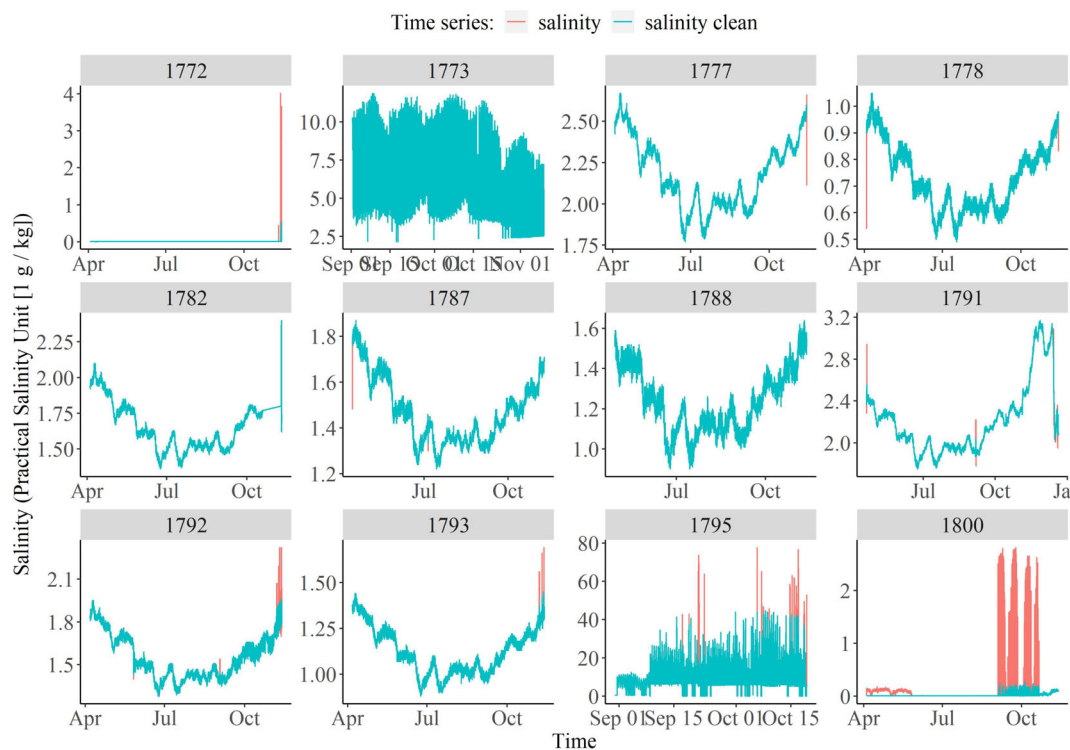 Time series: salinity salinity clean
1772 1773 1777 1778
4
3
2
1
0
Apr Jul Oct
10.0
7.5
5.0
2.5
Sep 01 Sep 15 Oct 01 Oct 15 Nov 01
2.50
2.25
2.00
1.75
Apr Jul Oct
1.0
0.9
0.8
0.7
0.6
0.5
Apr Jul Oct
1782 1787 1788 1791
2.00
1.75
1.50
Apr Jul Oct
1.8
1.6
1.4
1.2
Jul Oct
1.6
1.4
1.2
1.0
Jul Oct
3.2
2.8
2.4
2.0
Jul Oct Ja
1792 1793 1795 1800
2.1
1.8
1.5
Apr Jul Oct
1.50
1.25
1.00
Apr Jul Oct
80
60
40
20
0
Sep 01 Sep 15 Oct 01 Oct 15
2
1
0
Apr Jul Oct
Salinity (Practical Salinity Unit [1 g / kg])
Time